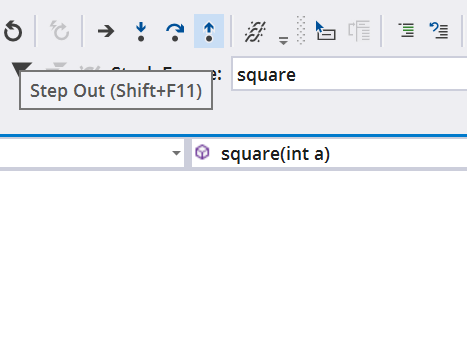 square
Step Out (Shift+F11)
square(int a)